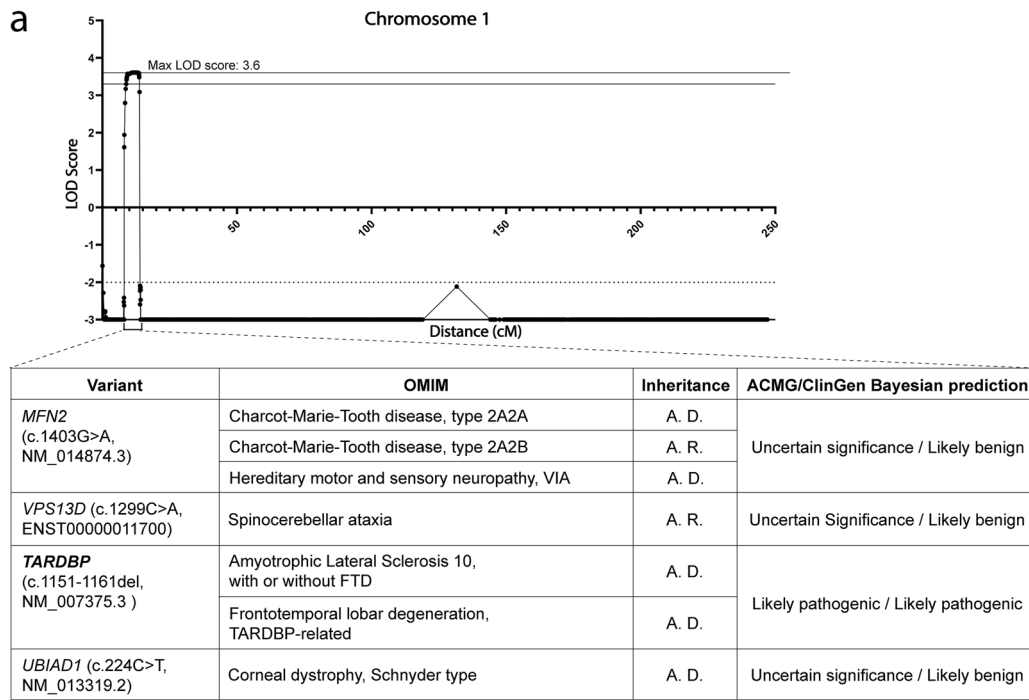 a
Chromosome 1
5
4
3
2
1
0
-1
-2
-3
LOD Score
Max LOD score: 3.6
50
100
150
200
250
Distance (cM)
Variant
OMIM
Inheritance
ACMG/ClinGen Bayesian prediction
MFN2
(c.1403G>A,
NM_014874.3)
Charcot-Marie-Tooth disease, type 2A2A
A. D.
Charcot-Marie-Tooth disease, type 2A2B
A. R.
Hereditary motor and sensory neuropathy, VIA
A. D.
Uncertain significance / Likely benign
VPS13D (c.1299C>A,
ENST00000011700)
Spinocerebellar ataxia
A. R.
Uncertain Significance / Likely benign
TARDBP
(c.1151-1161del,
NM_007375.3 )
Amyotrophic Lateral Sclerosis 10,
with or without FTD
A. D.
Frontotemporal lobar degeneration,
TARDBP-related
A. D.
Likely pathogenic / Likely pathogenic
UBIAD1 (c.224C>T,
NM_013319.2)
Corneal dystrophy, Schnyder type
A. D.
Uncertain significance / Likely benign